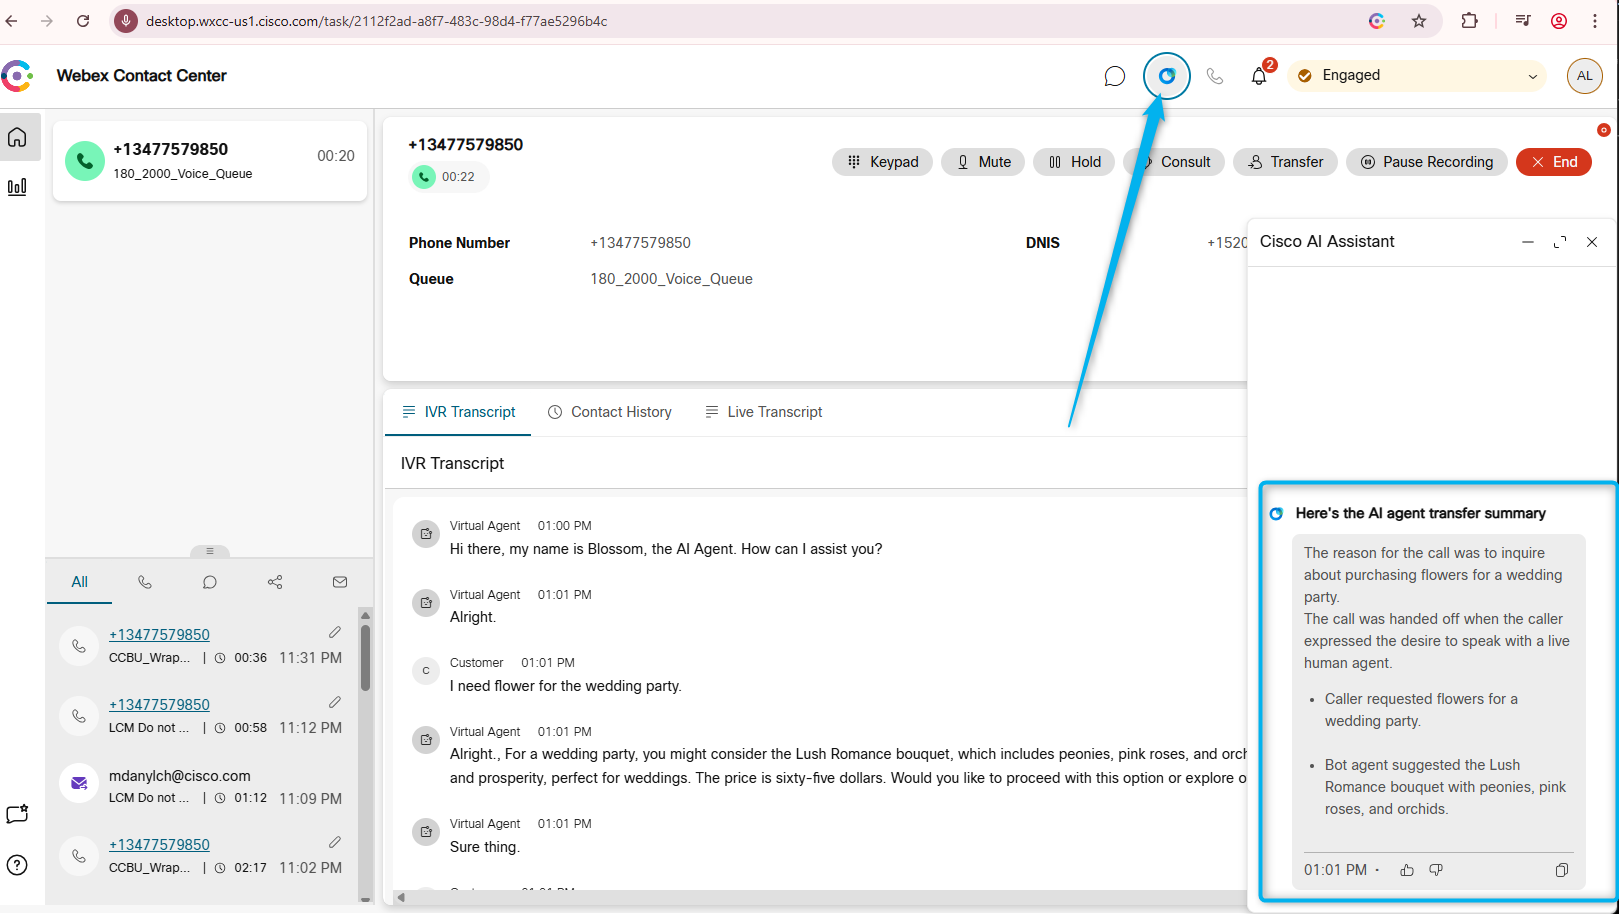 desktop.wxcc-us1.cisco.com/task/2112f2ad-a8f7-483c-98d4-f77ae5296b4c
Webex Contact Center
2
Engaged
AL
+13477579850
180_2000_Voice_Queue
00:20
+13477579850
00:22
Keypad
Mute
Hold
Consult
Transfer
Pause Recording
End
Phone Number
+13477579850
DNIS
+1520
Queue
180_2000_Voice_Queue
IVR Transcript
Contact History
Live Transcript
IVR Transcript
Virtual Agent 01:00 PM
Hi there, my name is Blossom, the AI Agent. How can I assist you?
Virtual Agent 01:01 PM
Alright.
C
Customer 01:01 PM
I need flower for the wedding party.
Virtual Agent 01:01 PM
Alright., For a wedding party, you might consider the Lush Romance bouquet, which includes peonies, pink roses, and orch
and prosperity, perfect for weddings. The price is sixty-five dollars. Would you like to proceed with this option or explore o
Virtual Agent 01:01 PM
Sure thing.
All
+13477579850
CCBU_Wrap... | 00:36 11:31 PM
+13477579850
LCM Do not ... | 00:58 11:12 PM
mdanylch@cisco.com
LCM Do not ... | 01:12 11:09 PM
+13477579850
CCBU_Wrap... | 02:17 11:02 PM
Cisco AI Assistant
Here's the AI agent transfer summary
The reason for the call was to inquire
about purchasing flowers for a wedding
party.
The call was handed off when the caller
expressed the desire to speak with a live
human agent.
• Caller requested flowers for a
wedding party.
• Bot agent suggested the Lush
Romance bouquet with peonies, pink
roses, and orchids.
01:01 PM •